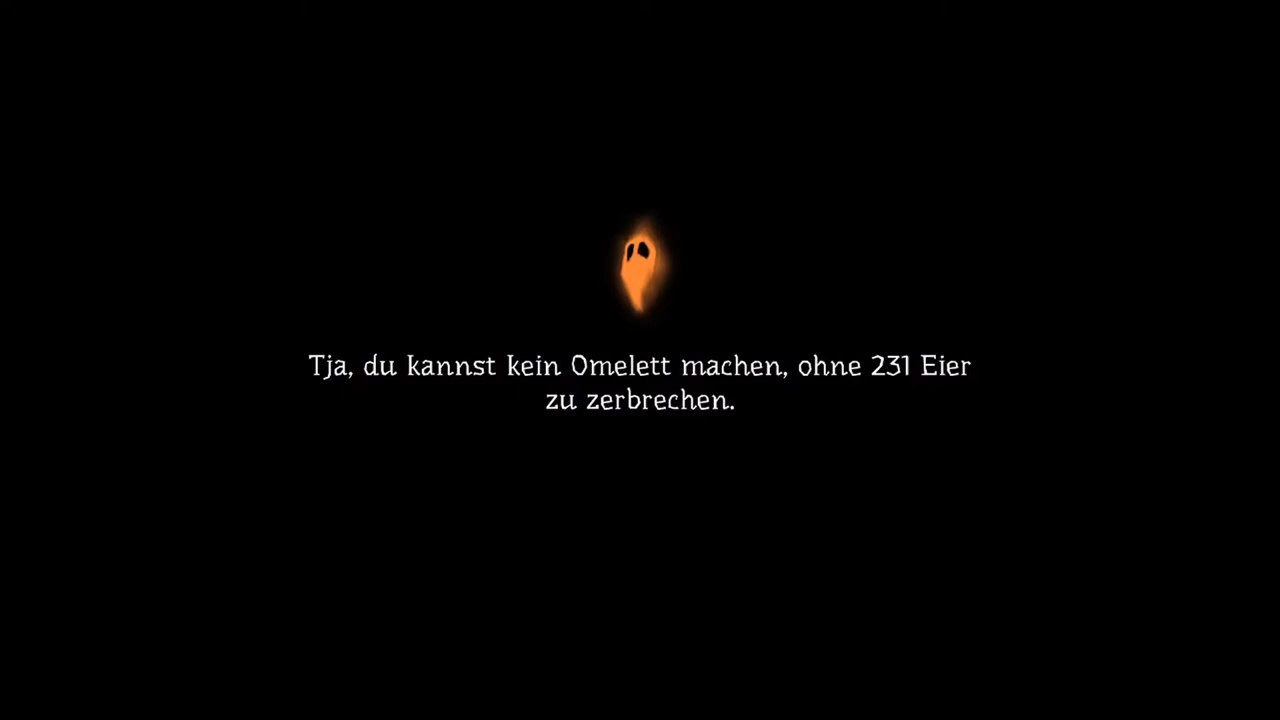 Tja, du kannst kein Omelett machen, ohne 231 Eier
zu zerbrechen.